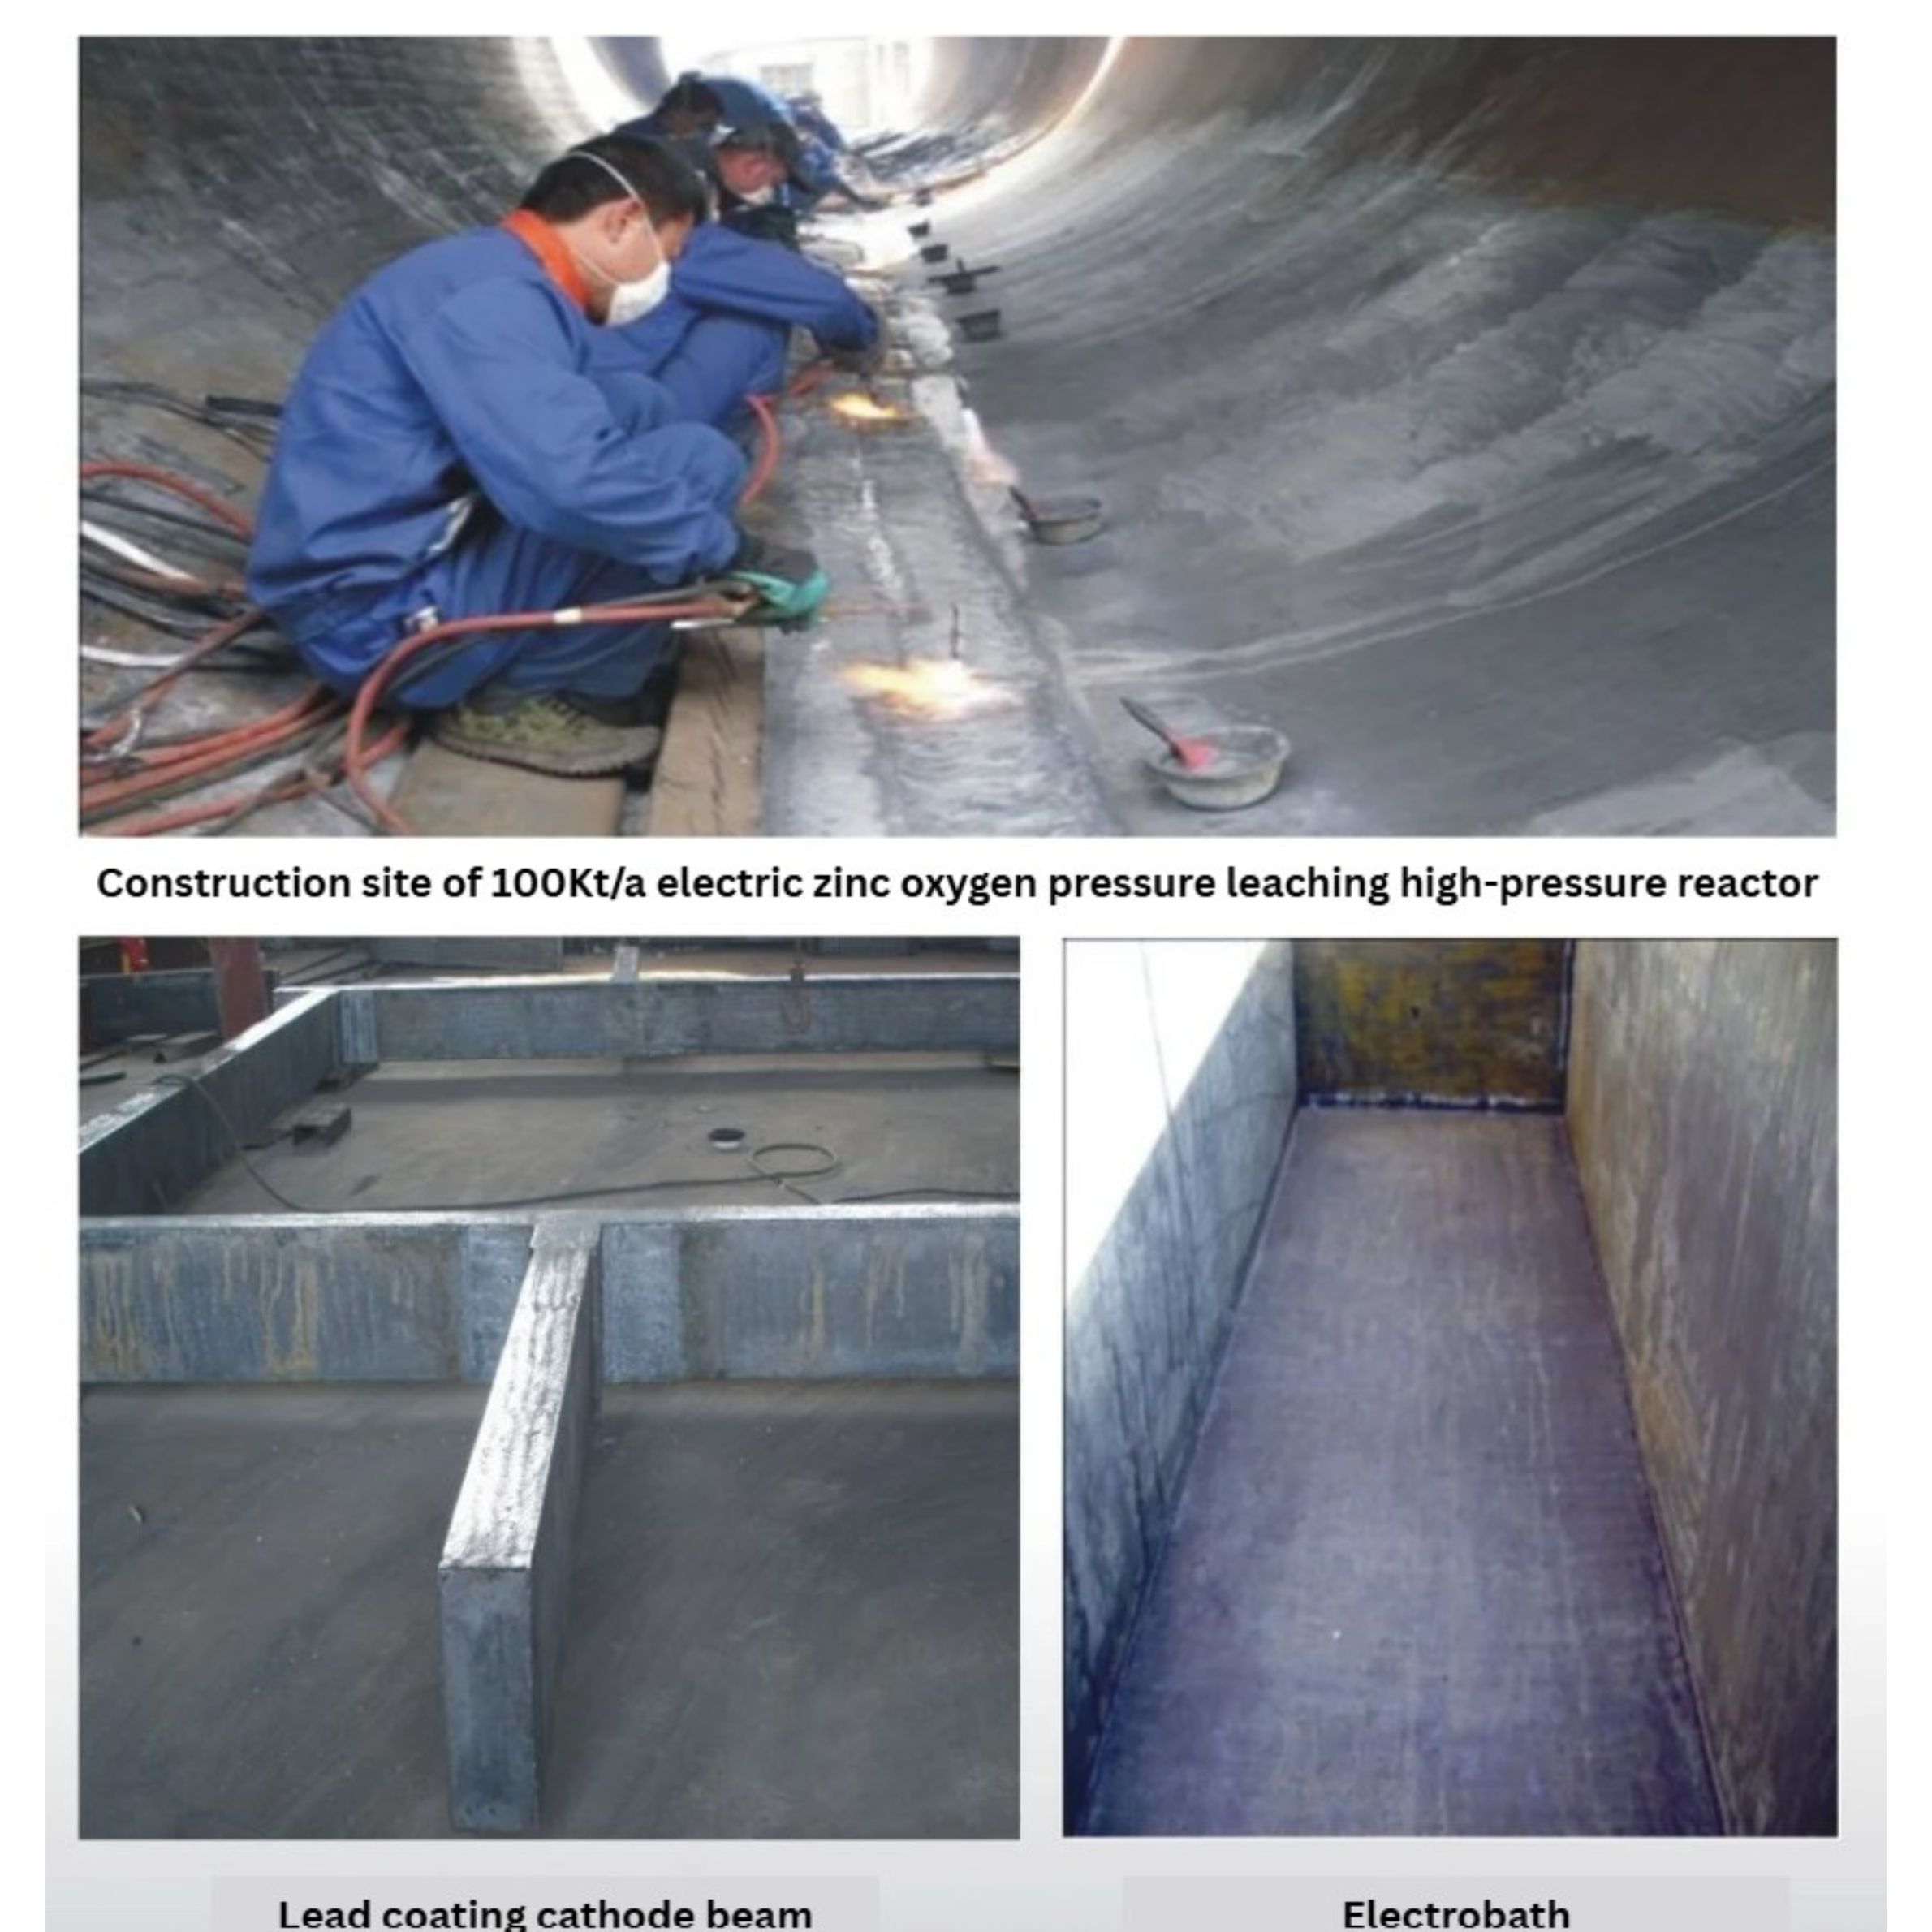 Construction site of 100Kt/a electric zinc oxygen pressure leaching high-pressure reactor
Lead coating cathode beam
Electrobath